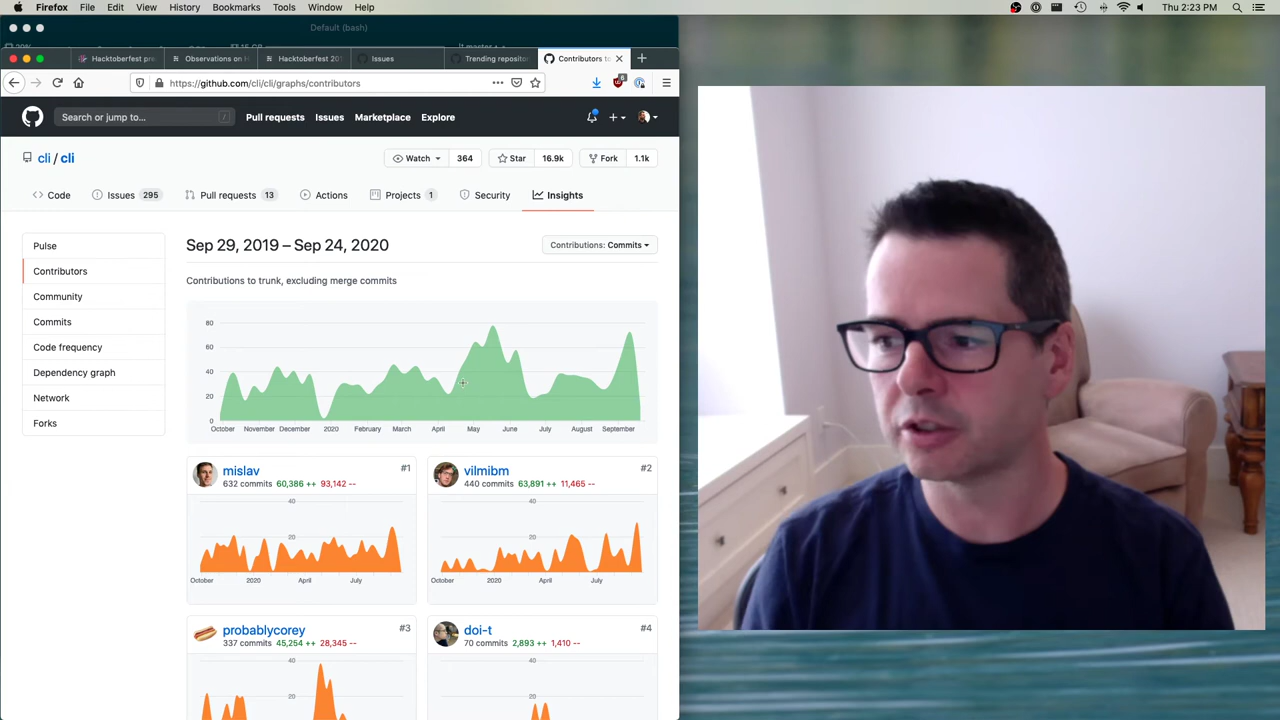 Firefox File Edit View History Bookmarks Tools Window Help
Thu 2:23 PM
Default (bash)
Hacktoberfest pre
Observations on H
Hacktoberfest 201
Issues
Trending repositor
Contributors to
https://github.com/cli/cli/graphs/contributors
6
Search or jump to... /
Pull requests Issues Marketplace Explore
cli / cli
Watch 364 Star 16.9k Fork 1.1k
Code Issues 295 Pull requests 13 Actions Projects 1 Security Insights
Pulse
Contributors
Community
Commits
Code frequency
Dependency graph
Network
Forks
Sep 29, 2019 – Sep 24, 2020
Contributions: Commits
Contributions to trunk, excluding merge commits
80
60
40
20
0
October November December 2020 February March April May June July August September
mislav #1
632 commits 60,386 ++ 93,142 --
40
20
October 2020 April July
vilmibm #2
440 commits 63,891 ++ 11,465 --
40
20
October 2020 April July
probablycorey #3
337 commits 45,254 ++ 28,345 --
40
20
doi-t #4
70 commits 2,893 ++ 1,410 --
40
20